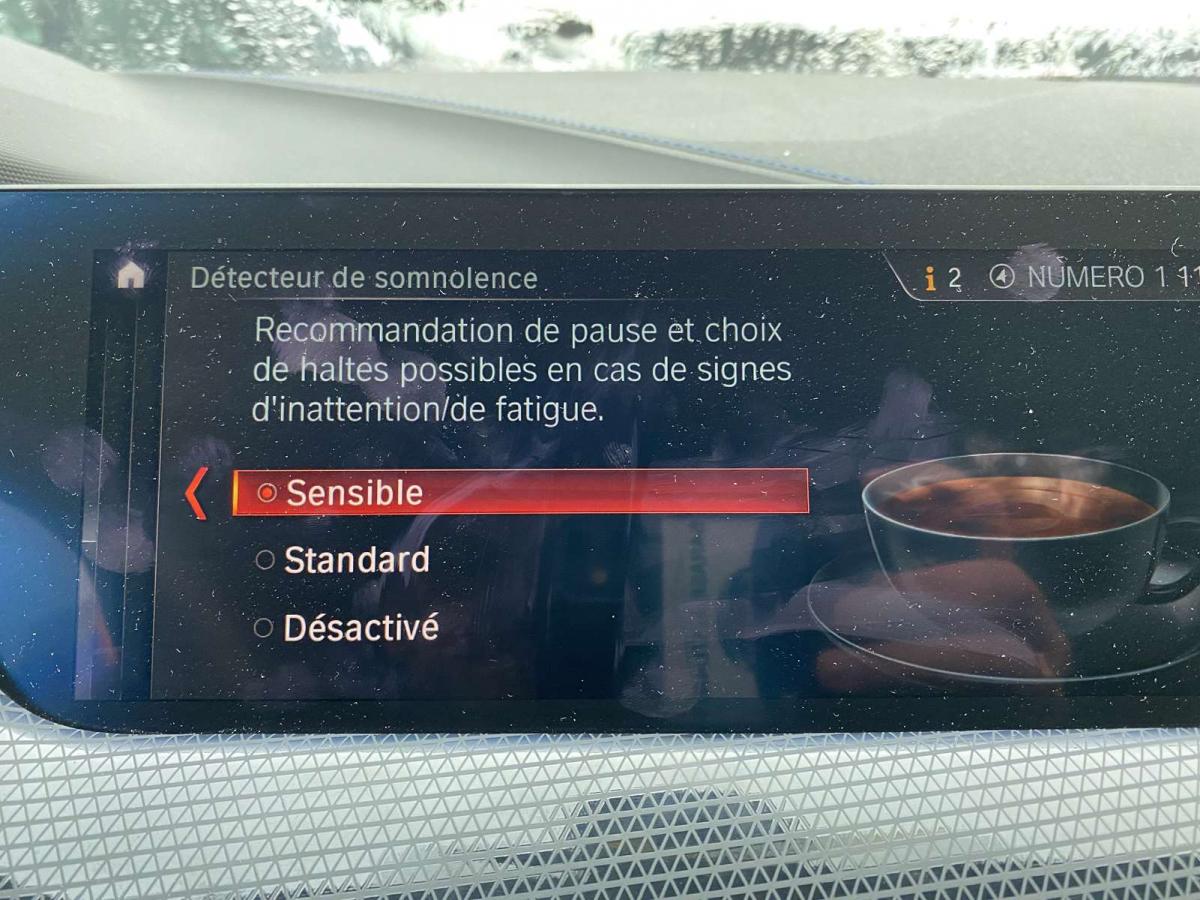 Détecteur de somnolence
2 NUMERO 1 11
Recommandation de pause et choix
de haltes possibles en cas de signes
d'inattention/de fatigue.
Sensible
Standard
Désactivé